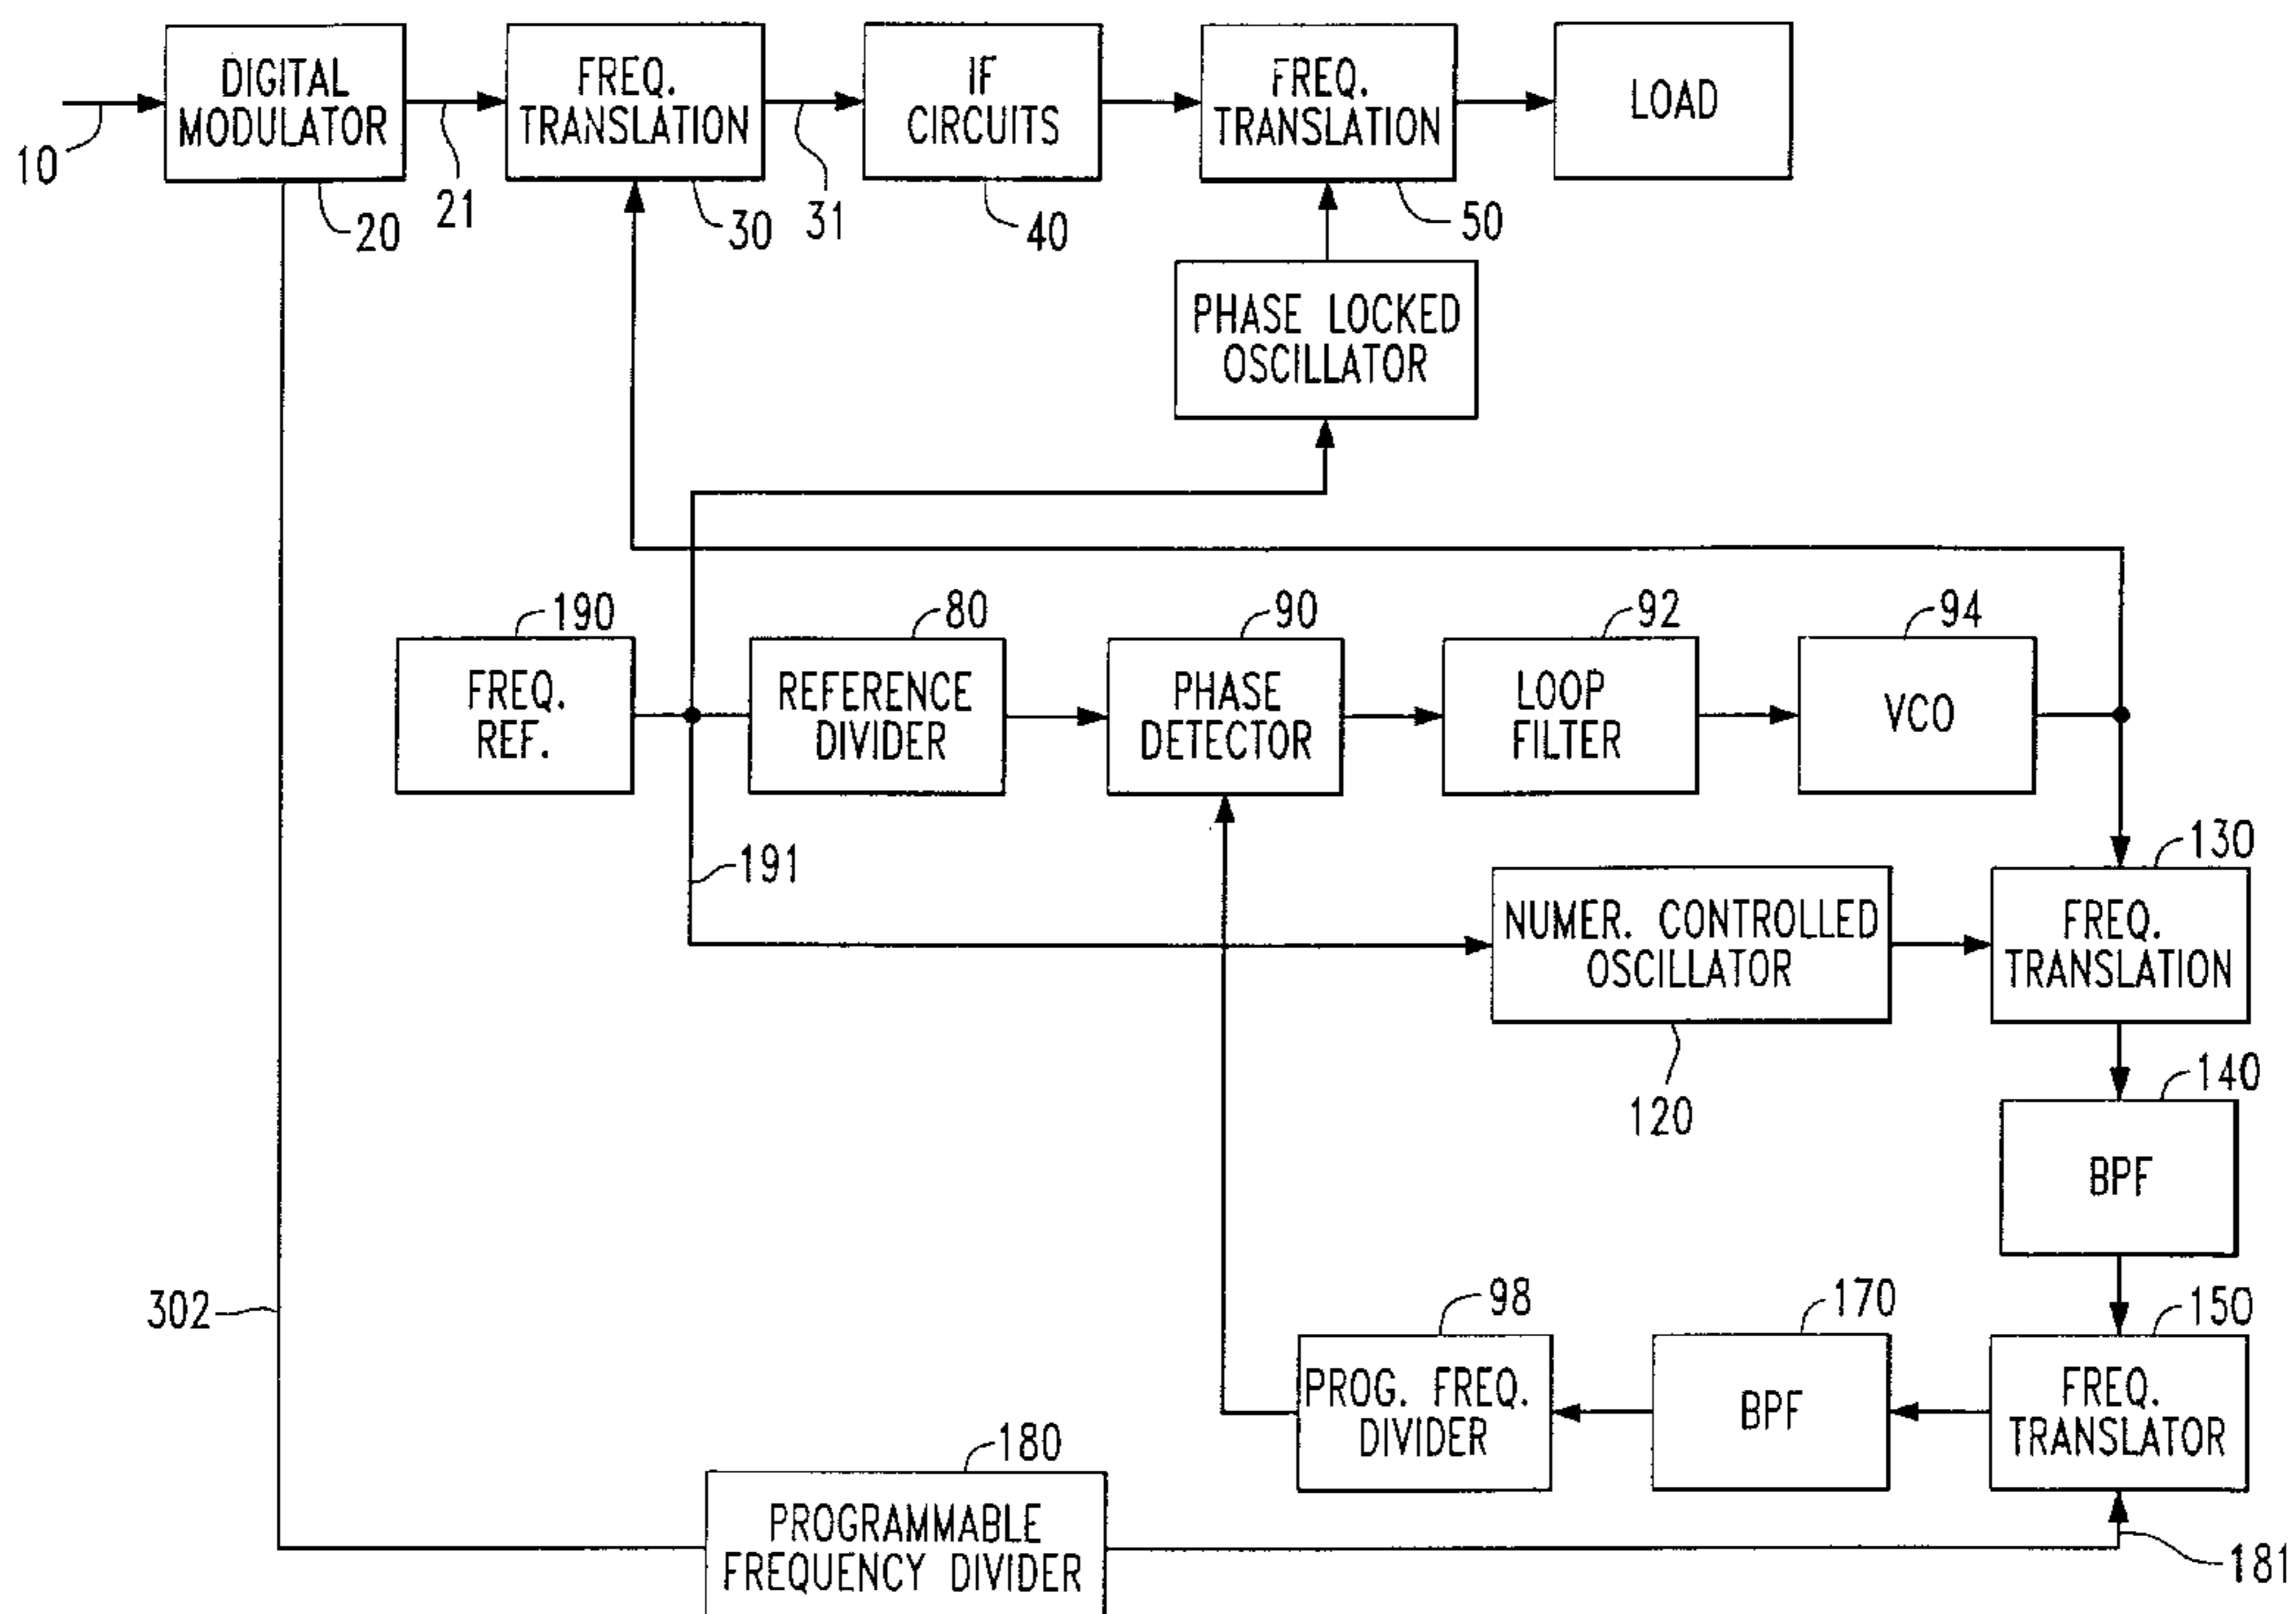 DIGITAL
MODULATOR
FREQ.
TRANSLATION
IF
CIRCUITS
FREQ.
TRANSLATION
LOAD
10
20
21
30
31
40
50
PHASE LOCKED
OSCILLATOR
190
80
90
92
94
FREQ.
REF.
REFERENCE
DIVIDER
PHASE
DETECTOR
LOOP
FILTER
VCO
191
130
NUMER. CONTROLLED
OSCILLATOR
FREQ.
TRANSLATION
120
140
BPF
302
98
170
150
PROG. FREQ.
DIVIDER
BPF
FREQ.
TRANSLATOR
180
PROGRAMMABLE
FREQUENCY DIVIDER
181